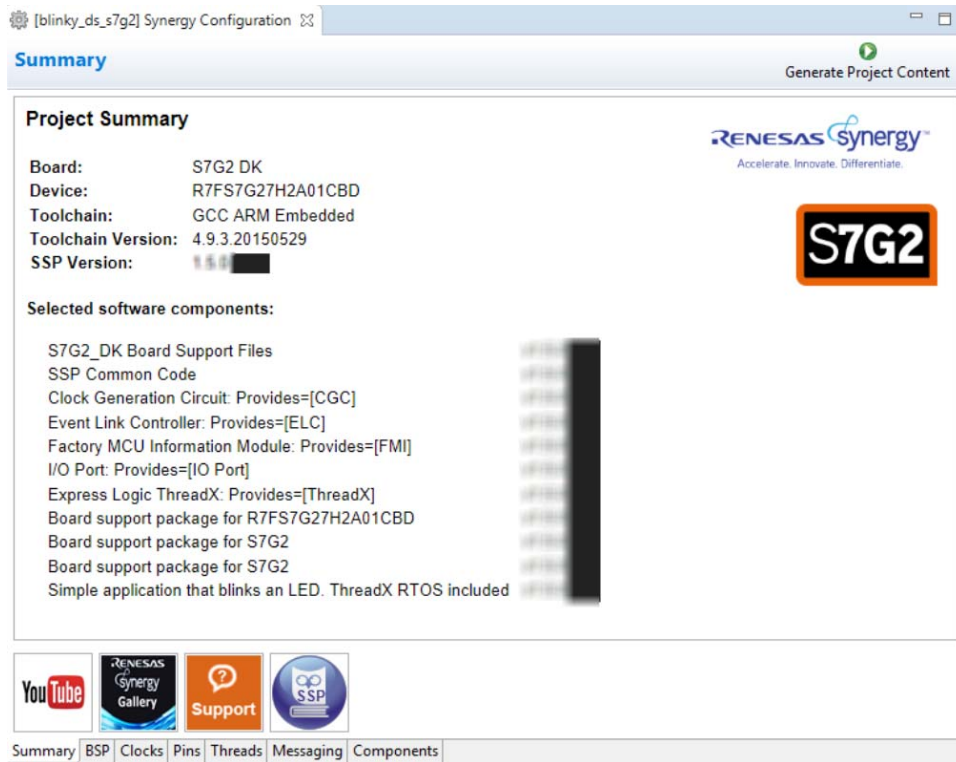 [blinky_ds_s7g2] Synergy Configuration
Summary
Generate Project Content
Project Summary
RENESAS Synergy™
Accelerate. Innovate. Differentiate.
Board: S7G2 DK
Device: R7FS7G27H2A01CBD
Toolchain: GCC ARM Embedded
Toolchain Version: 4.9.3.20150529
SSP Version:
S7G2
Selected software components:
S7G2_DK Board Support Files
SSP Common Code
Clock Generation Circuit: Provides=[CGC]
Event Link Controller: Provides=[ELC]
Factory MCU Information Module: Provides=[FMI]
I/O Port: Provides=[IO Port]
Express Logic ThreadX: Provides=[ThreadX]
Board support package for R7FS7G27H2A01CBD
Board support package for S7G2
Board support package for S7G2
Simple application that blinks an LED. ThreadX RTOS included
You Tube
RENESAS Synergy Gallery
? Support
SSP
Summary BSP Clocks Pins Threads Messaging Components